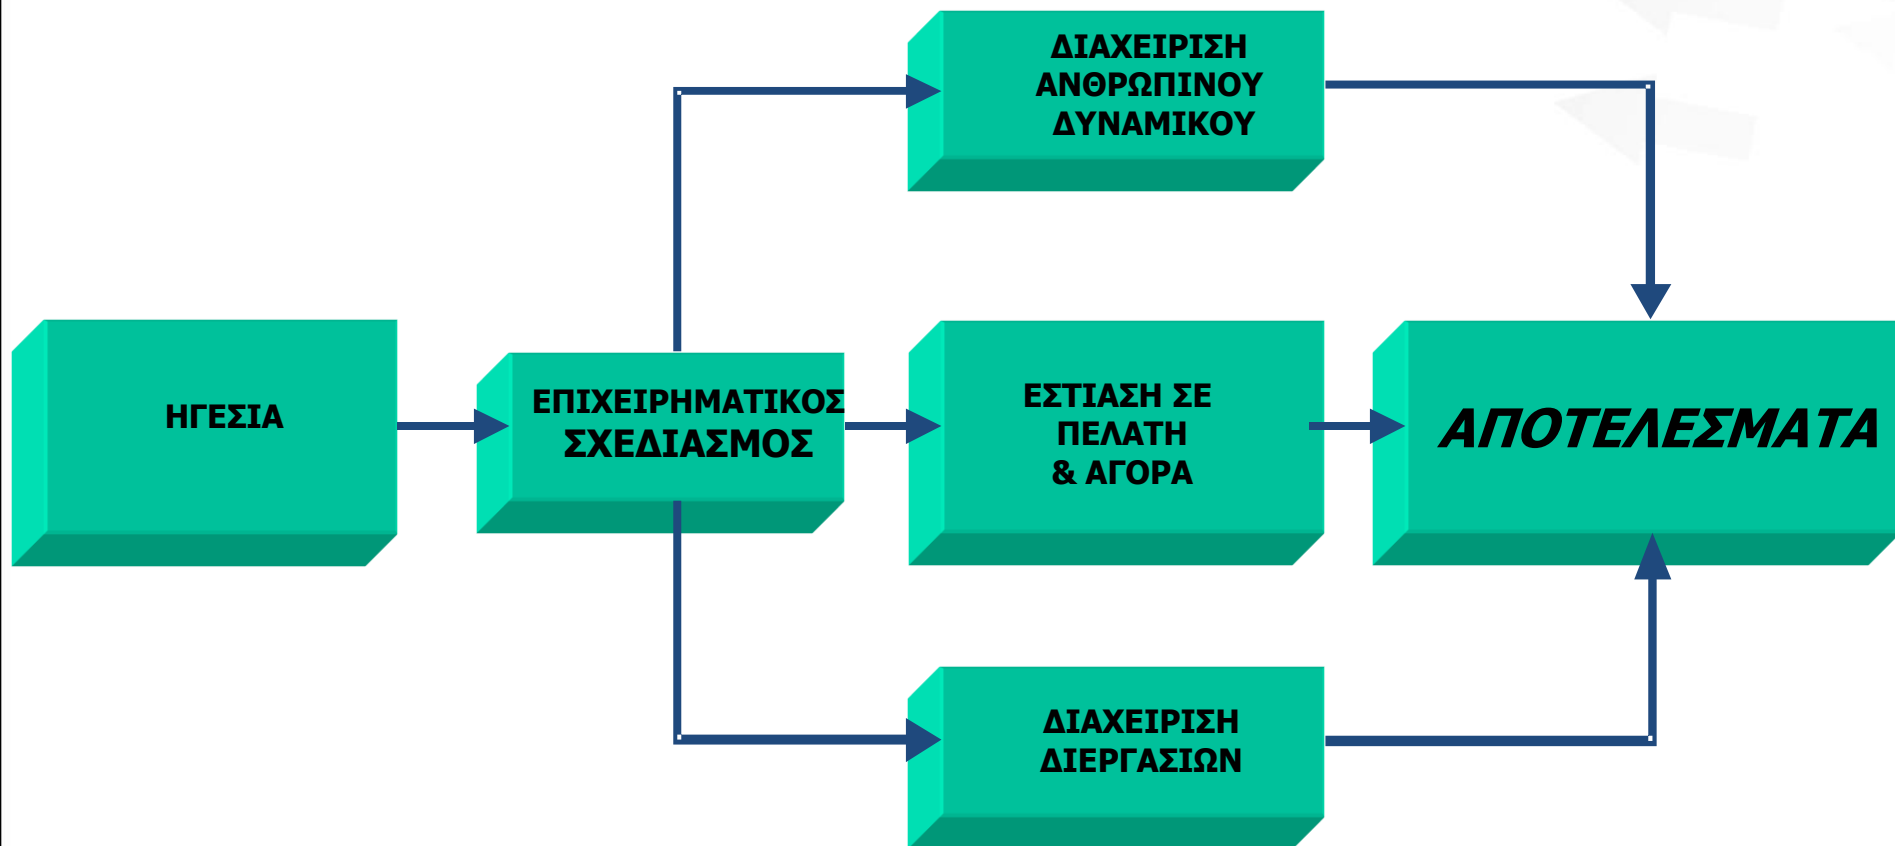 ΔΙΑΧΕΙΡΙΣΗ
ΑΝΘΡΩΠΙΝΟΥ
ΔΥΝΑΜΙΚΟΥ
ΗΓΕΣΙΑ
ΕΠΙΧΕΙΡΗΜΑΤΙΚΟΣ
ΣΧΕΔΙΑΣΜΟΣ
ΕΣΤΙΑΣΗ ΣΕ
ΠΕΛΑΤΗ
& ΑΓΟΡΑ
ΑΠΟΤΕΛΕΣΜΑΤΑ
ΔΙΑΧΕΙΡΙΣΗ
ΔΙΕΡΓΑΣΙΩΝ